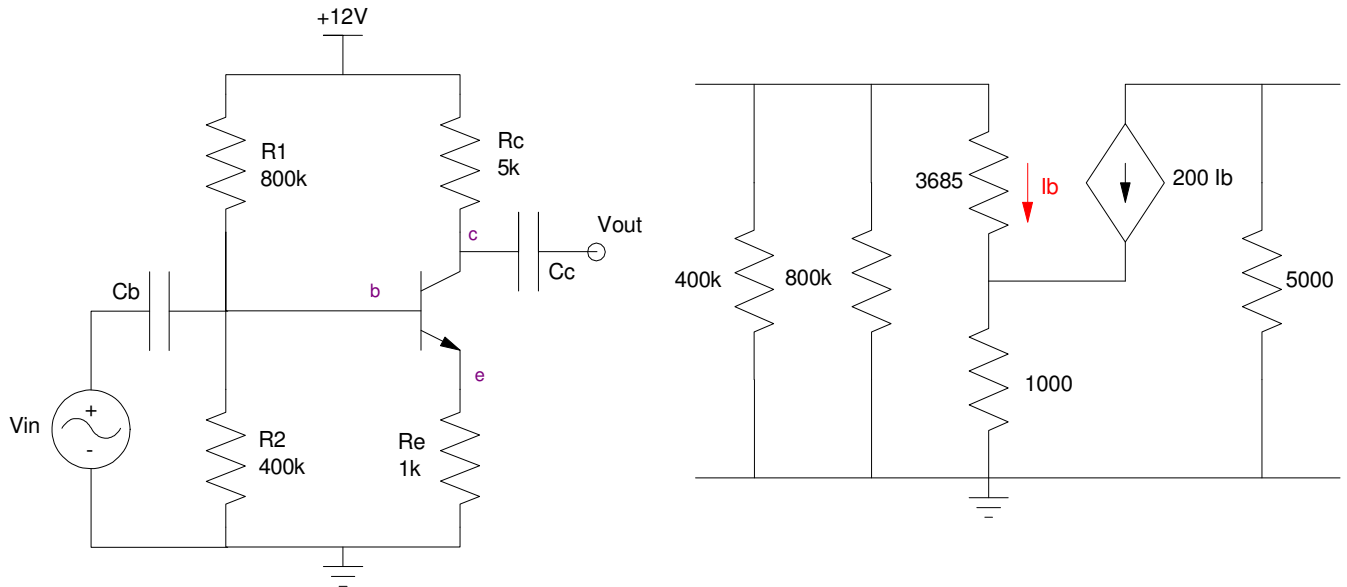 +12V
R1
800k
Rc
5k
c
Vout
Cc
Cb
b
e
Vin
+
-
R2
400k
Re
1k
3685
Ib
200 Ib
400k
800k
5000
1000